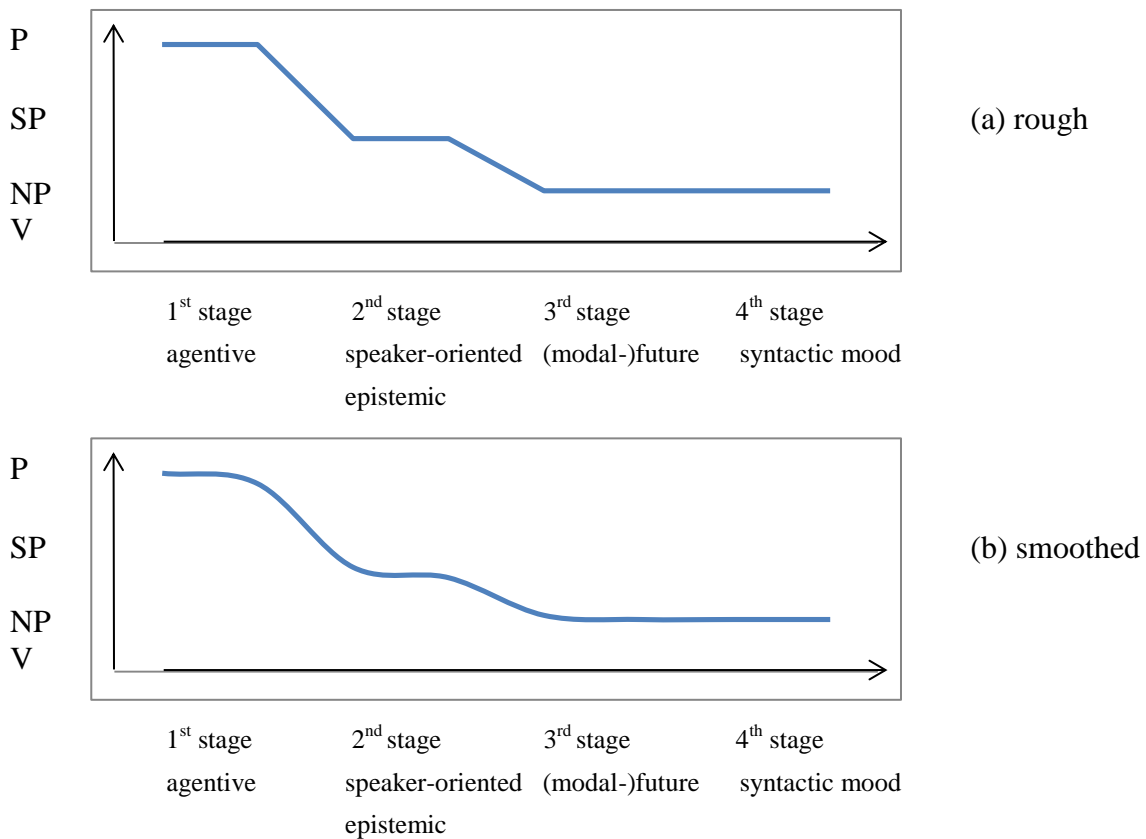 P
SP
(a) rough
NP
V
1st stage 2nd stage 3rd stage 4th stage
agentive speaker-oriented (modal-)future syntactic mood
epistemic
P
SP
(b) smoothed
NP
V
1st stage 2nd stage 3rd stage 4th stage
agentive speaker-oriented (modal-)future syntactic mood
epistemic